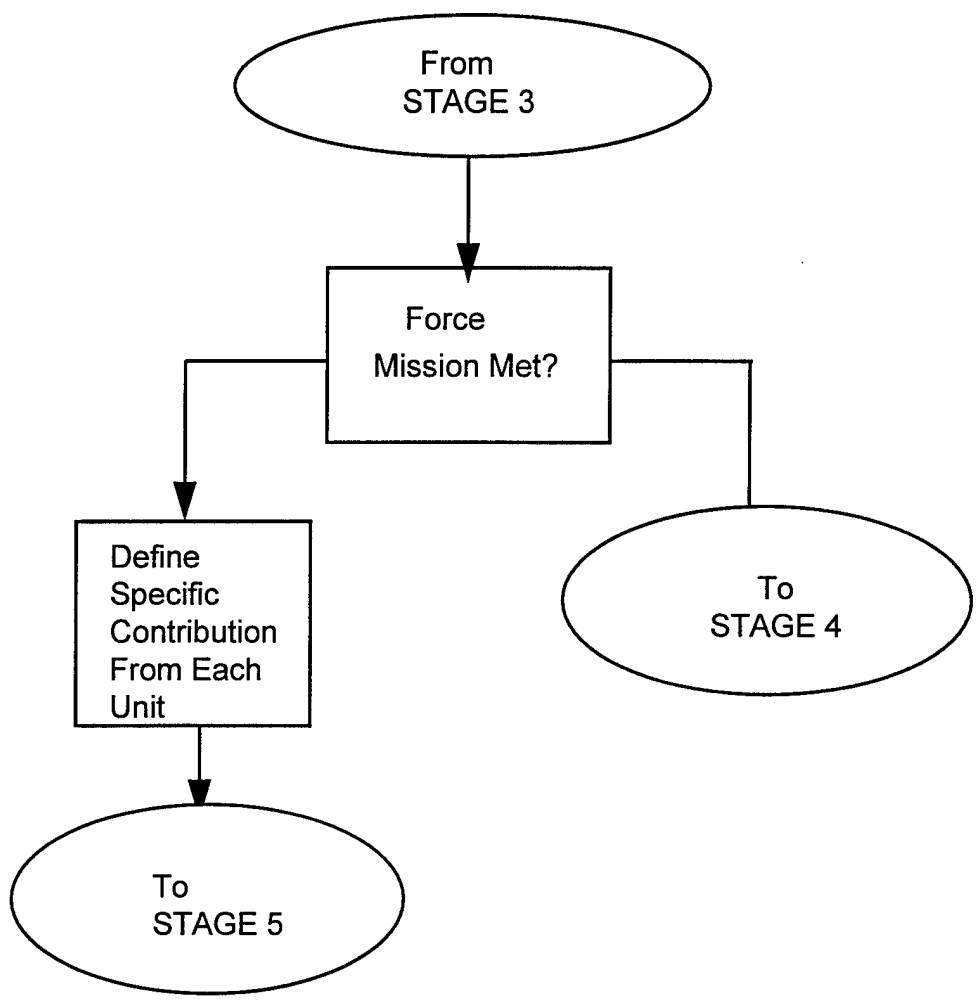 From
STAGE 3
Force
Mission Met?
Define
Specific
Contribution
From Each
Unit
To
STAGE 4
To
STAGE 5